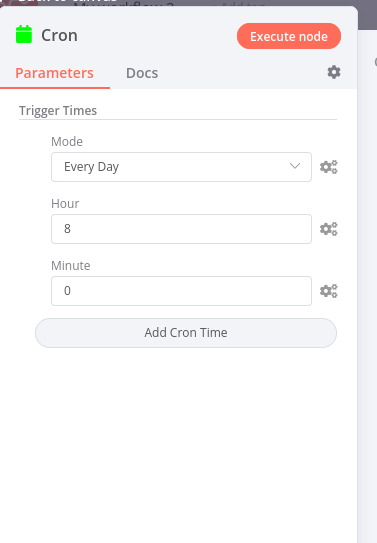 Cron
Execute node
Parameters
Docs
Trigger Times
Mode
Every Day
Hour
8
Minute
0
Add Cron Time